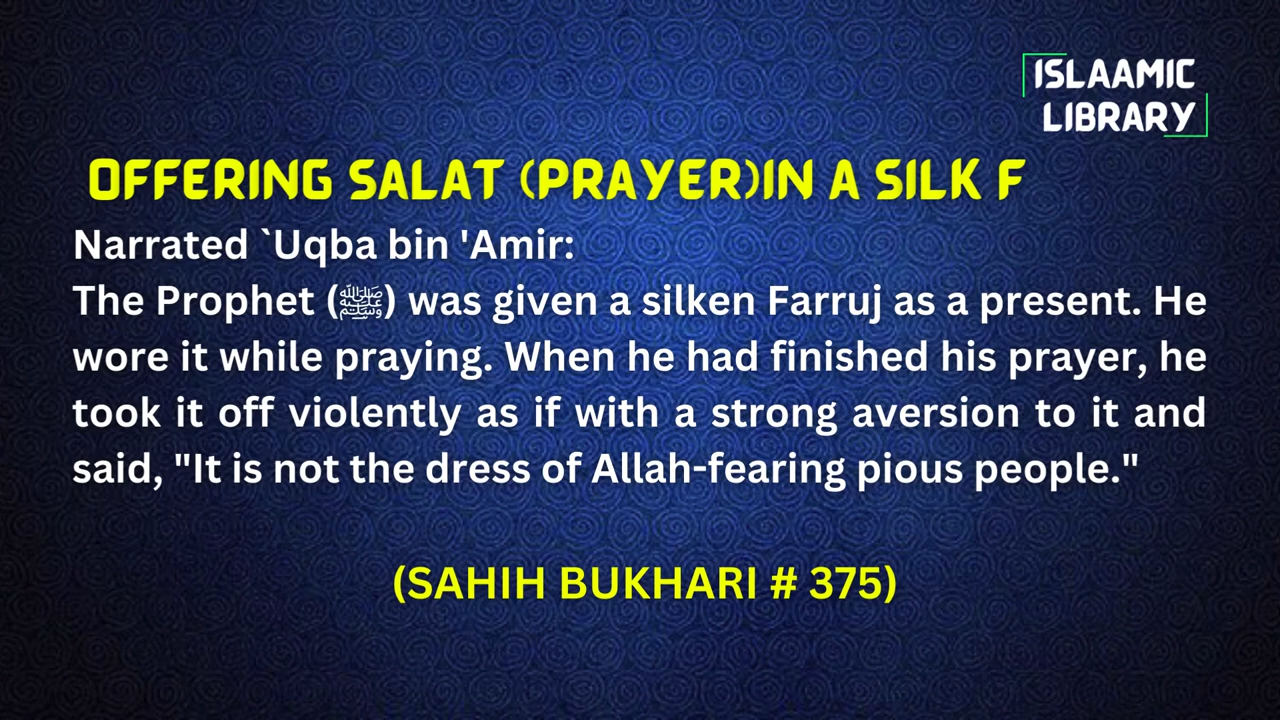 ISLAAMIC
LIBRARY
OFFERING SALAT (PRAYER)IN A SILK F
Narrated `Uqba bin 'Amir:
The Prophet (ﷺ) was given a silken Farruj as a present. He
wore it while praying. When he had finished his prayer, he
took it off violently as if with a strong aversion to it and
said, "It is not the dress of Allah-fearing pious people."
(SAHIH BUKHARI # 375)